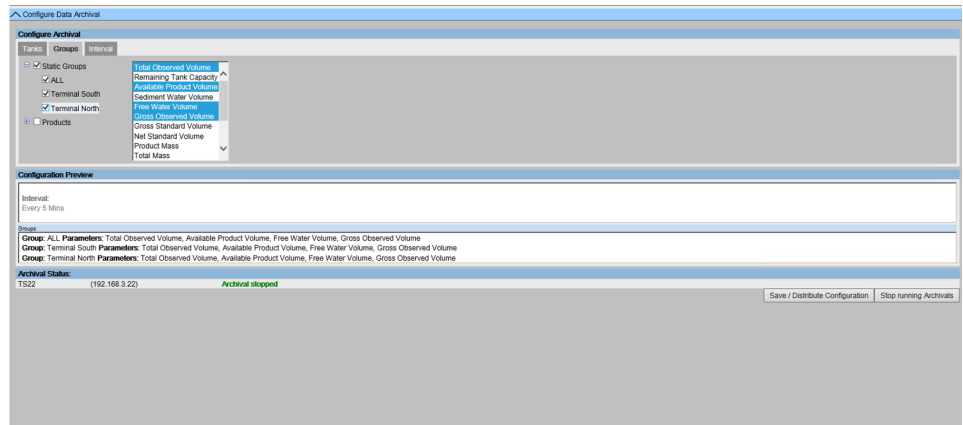 Configure Data Archival
Configure Archival
Tanks Groups Interval
Static Groups
ALL
Terminal South
Terminal North
Products
Total Observed Volume
Remaining Tank Capacity
Available Product Volume
Sediment Water Volume
Free Water Volume
Gross Observed Volume
Gross Standard Volume
Net Standard Volume
Product Mass
Total Mass
Configuration Preview
Interval:
Every 5 Mins
Groups
Group: ALL Parameters: Total Observed Volume, Available Product Volume, Free Water Volume, Gross Observed Volume
Group: Terminal South Parameters: Total Observed Volume, Available Product Volume, Free Water Volume, Gross Observed Volume
Group: Terminal North Parameters: Total Observed Volume, Available Product Volume, Free Water Volume, Gross Observed Volume
Archival Status:
TS22 (192.168.3.22) Archival stopped
Save / Distribute Configuration Stop running Archivals